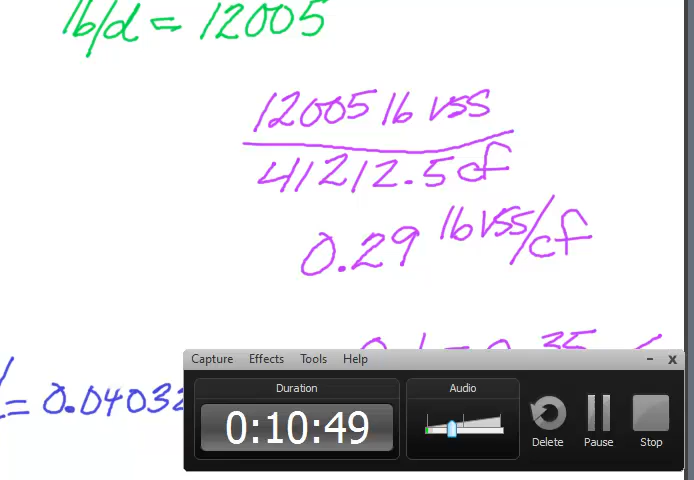 lb/d = 12005
12005 lb vss
41212.5 cf
0.29 lb vss/cf
= 0.0403
Capture Effects Tools Help
Duration Audio
0:10:49
Delete Pause Stop